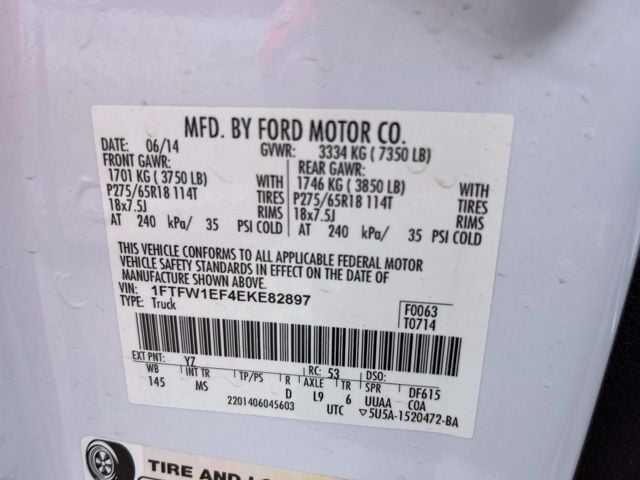 MFD. BY FORD MOTOR CO.
DATE: 06/14 GVWR: 3334 KG ( 7350 LB)
FRONT GAWR: REAR GAWR:
1701 KG ( 3750 LB) WITH 1746 KG ( 3850 LB) WITH
P275/65R18 114T TIRES P275/65R18 114T TIRES
18x7.5J RIMS 18x7.5J RIMS
AT 240 kPa/ 35 PSI COLD AT 240 kPa/ 35 PSI COLD
THIS VEHICLE CONFORMS TO ALL APPLICABLE FEDERAL MOTOR
VEHICLE SAFETY STANDARDS IN EFFECT ON THE DATE OF
MANUFACTURE SHOWN ABOVE.
VIN: 1FTFW1EF4EKE82897
TYPE: Truck
F0063
T0714
EXT PNT: YZ RC: 53 DSO:
WB INT TR TP/PS R AXLE TR SPR DF615
145 MS D L9 6 UUAA COA
2201406045603 UTC ▽5U5A-1520472-BA
TIRE AND